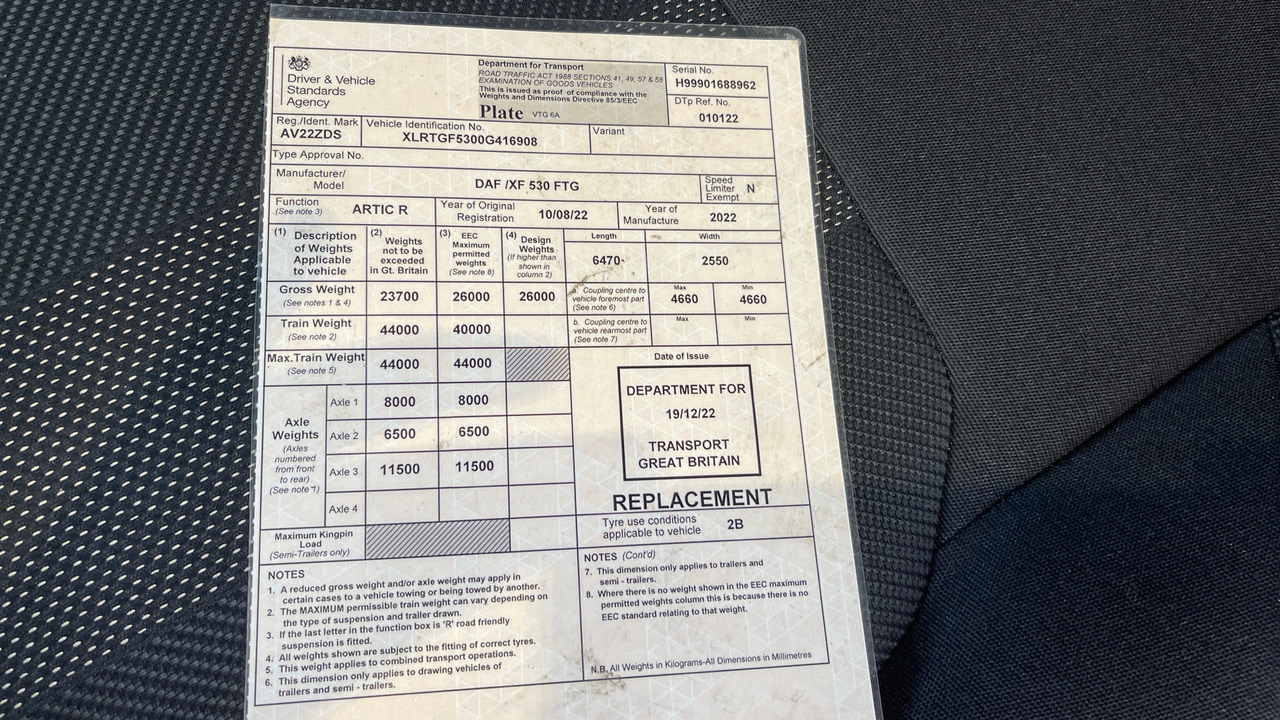 Driver & Vehicle
Standards
Agency
Department for Transport
ROAD TRAFFIC ACT 1988 SECTIONS 41, 49, 57 & 58
EXAMINATION OF GOODS VEHICLES
This is issued as proof of compliance with the
Weights and Dimensions Directive 85/3/EEC
Plate VTG 6A
Serial No.
H99901688962
DTp Ref. No.
010122
Reg./Ident. Mark
AV22ZDS
Vehicle Identification No.
XLRTGF5300G416908
Variant
Type Approval No.
Manufacturer/
Model
DAF /XF 530 FTG
Speed
Limiter
Exempt
N
Function
(See note 3)
ARTIC R
Year of Original
Registration
10/08/22
Year of
Manufacture
2022
(1) Description
of Weights
Applicable
to vehicle
(2)
Weights
not to be
exceeded
in Gt. Britain
(3) EEC
Maximum
permitted
weights
(See note 8)
(4) Design
Weights
(If higher than
shown in
column 2)
Length
6470
Width
2550
Gross Weight
(See notes 1 & 4)
23700
26000
26000
a. Coupling centre to
vehicle foremost part
(See note 6)
Max
4660
Min
4660
Train Weight
(See note 2)
44000
40000
b. Coupling centre to
vehicle rearmost part
(See note 7)
Max
Min
Max.Train Weight
(See note 5)
44000
44000
Axle
Weights
(Axles
numbered
from front
to rear)
(See note 1)
Axle 1
8000
8000
Axle 2
6500
6500
Axle 3
11500
11500
Axle 4
Maximum Kingpin
Load
(Semi-Trailers only)
Date of Issue
DEPARTMENT FOR
19/12/22
TRANSPORT
GREAT BRITAIN
REPLACEMENT
Tyre use conditions
applicable to vehicle
2B
NOTES
1. A reduced gross weight and/or axle weight may apply in
certain cases to a vehicle towing or being towed by another.
2. The MAXIMUM permissible train weight can vary depending on
the type of suspension and trailer drawn.
3. If the last letter in the function box is 'R' road friendly
suspension is fitted.
4. All weights shown are subject to the fitting of correct tyres.
5. This weight applies to combined transport operations.
6. This dimension only applies to drawing vehicles of
trailers and semi - trailers.
NOTES (Cont'd)
7. This dimension only applies to trailers and
semi - trailers.
8. Where there is no weight shown in the EEC maximum
permitted weights column this is because there is no
EEC standard relating to that weight.
N.B. All Weights in Kilograms-All Dimensions in Millimetres